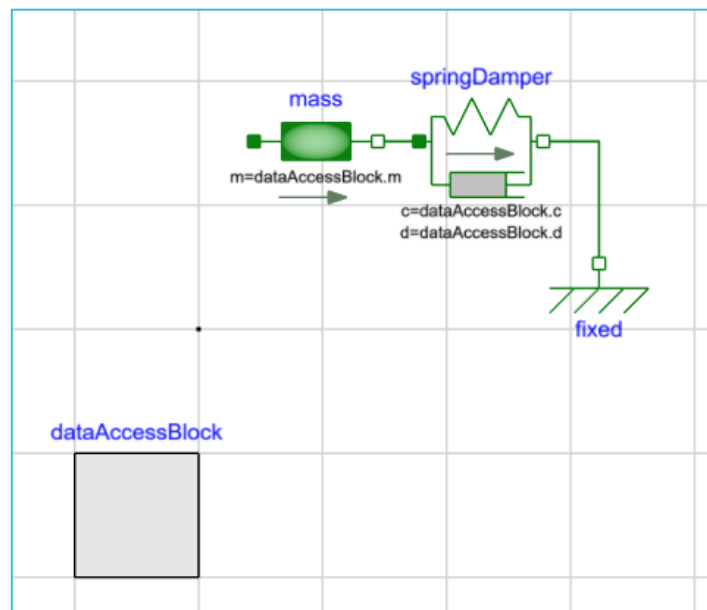 springDamper
mass
m=dataAccessBlock.m
c=dataAccessBlock.c
d=dataAccessBlock.d
fixed
dataAccessBlock